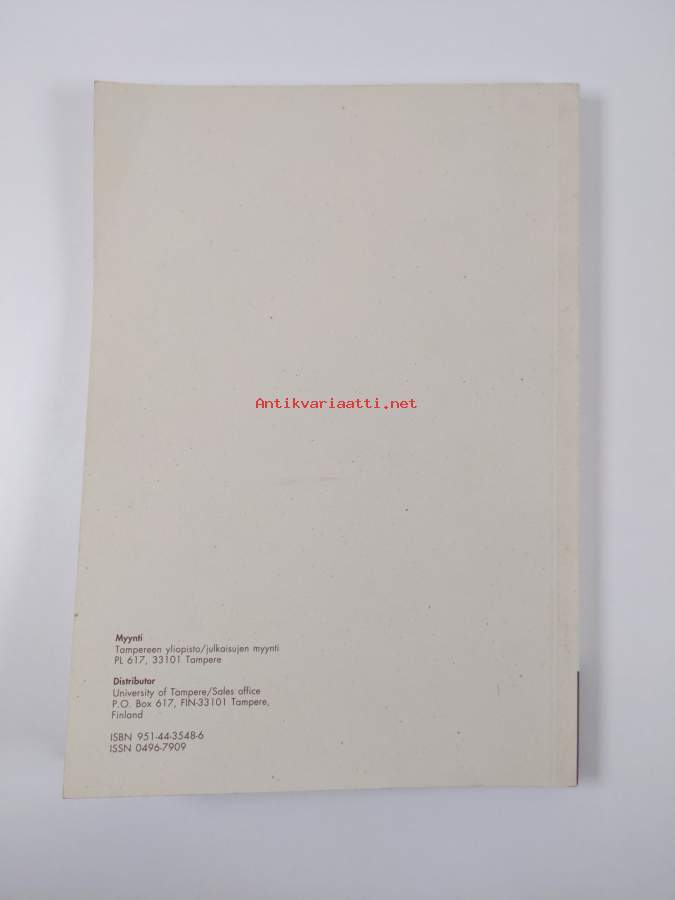 Antikvariaatti.net
Myynti
Tampereen yliopisto/julkaisujen myynti
PL 617, 33101 Tampere
Distributor
University of Tampere/Sales office
P.O. Box 617, FIN-33101 Tampere,
Finland
ISBN 951-44-3548-6
ISSN 0496-7909